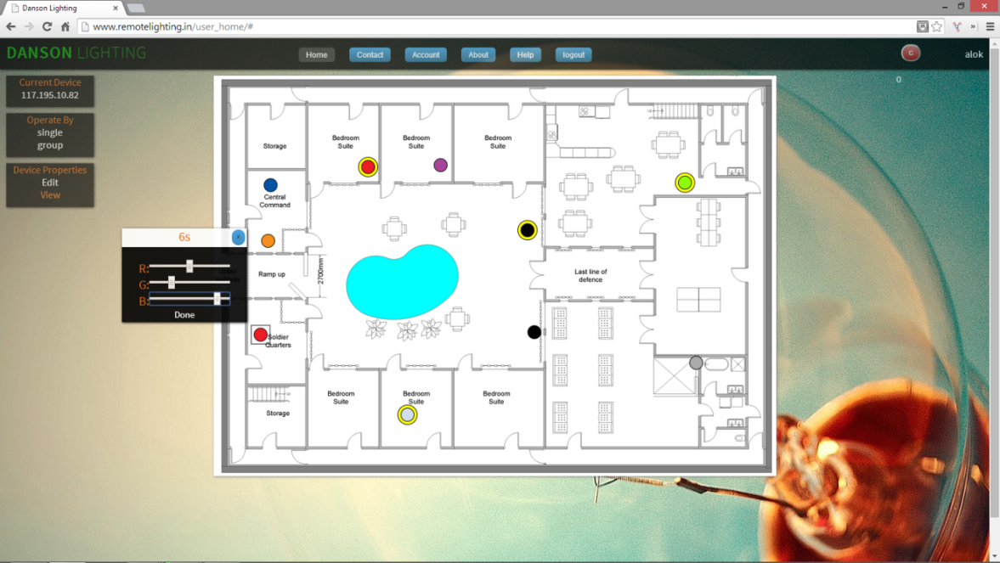 Danson Lighting
www.remotelighting.in/user_home/#
DANSON LIGHTING
Home
Contact
Account
About
Help
logout
C
alok
0
Current Device
117.195.10.82
Operate By
single
group
Device Properties
Edit
View
Storage
Bedroom
Suite
Bedroom
Suite
Bedroom
Suite
Central
Command
6s
R:
G:
B:
Done
Ramp up
2700mm
Last line of
defence
Soldier
Quarters
Storage
Bedroom
Suite
Bedroom
Suite
Bedroom
Suite